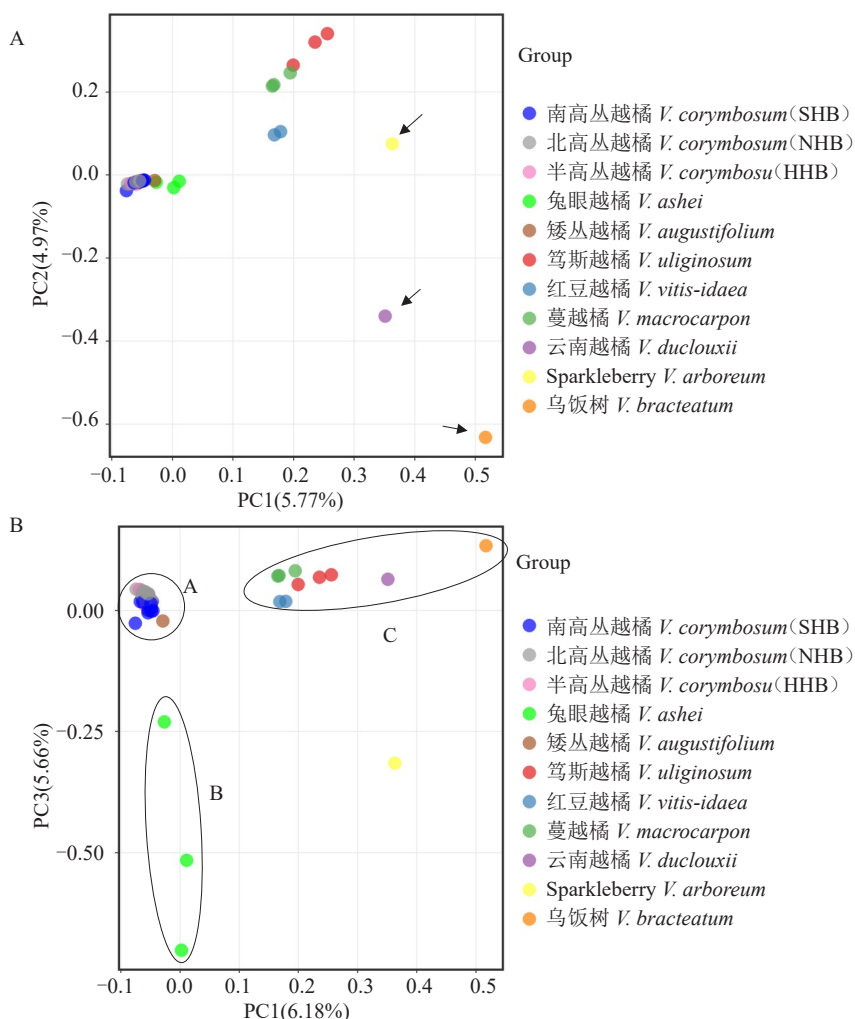 A
Group
南高丛越橘 V. corymbosum(SHB)
北高丛越橘 V. corymbosum(NHB)
半高丛越橘 V. corymbosu(HHB)
兔眼越橘 V. ashei
矮丛越橘 V. augustifolium
笃斯越橘 V. uliginosum
红豆越橘 V. vitis-idaea
蔓越橘 V. macrocarpon
云南越橘 V. duclouxii
Sparkleberry V. arboreum
乌饭树 V. bracteatum
PC2(4.97%)
0.2
0.0
−0.2
−0.4
−0.6
−0.1 0.0 0.1 0.2 0.3 0.4 0.5
PC1(5.77%)
B
Group
南高丛越橘 V. corymbosum(SHB)
北高丛越橘 V. corymbosum(NHB)
半高丛越橘 V. corymbosu(HHB)
兔眼越橘 V. ashei
矮丛越橘 V. augustifolium
笃斯越橘 V. uliginosum
红豆越橘 V. vitis-idaea
蔓越橘 V. macrocarpon
云南越橘 V. duclouxii
Sparkleberry V. arboreum
乌饭树 V. bracteatum
PC3(5.66%)
0.00
−0.25
−0.50
A
B
C
−0.1 0.0 0.1 0.2 0.3 0.4 0.5
PC1(6.18%)